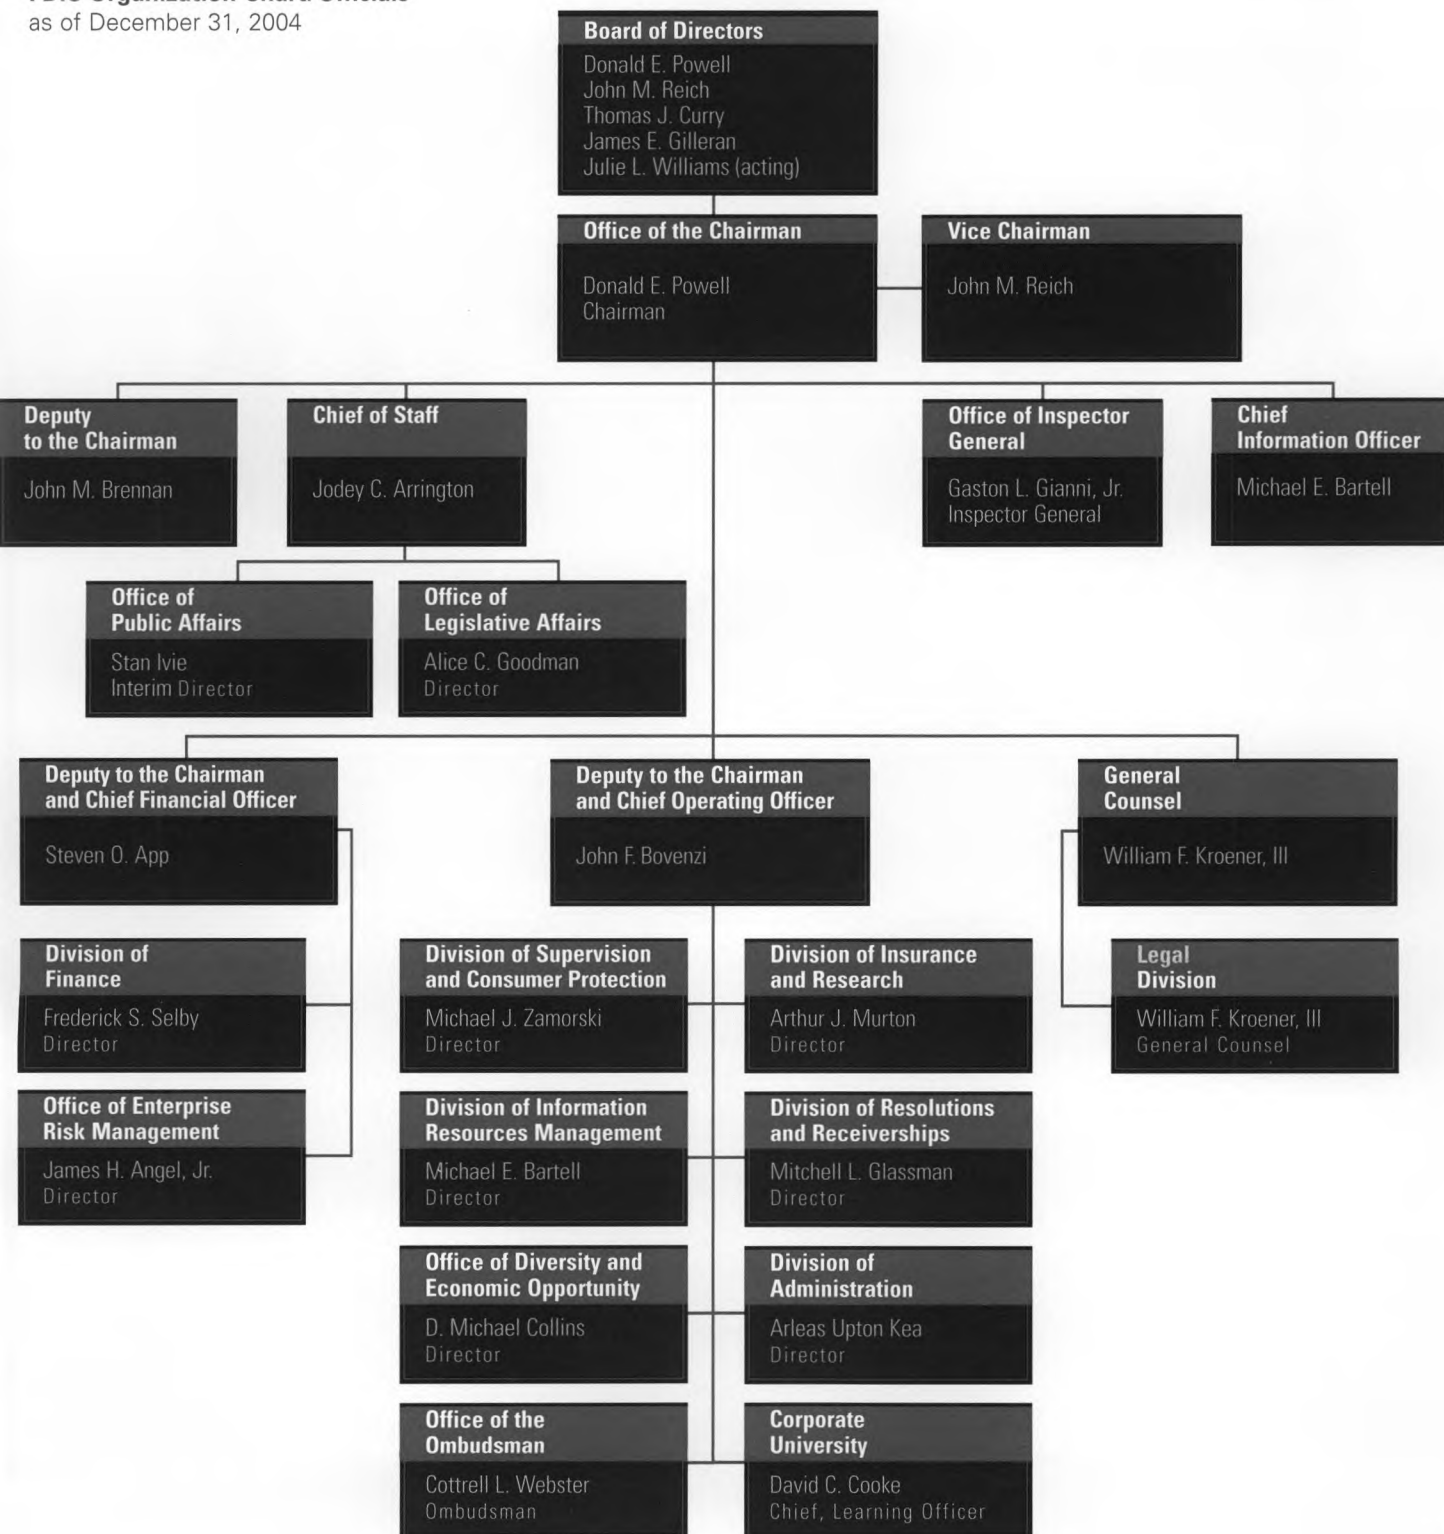 as of December 31, 2004
Board of Directors
Donald E. Powell
John M. Reich
Thomas J. Curry
James E. Gilleran
Julie L. Williams (acting)
Office of the Chairman
Donald E. Powell
Chairman
Vice Chairman
John M. Reich
Deputy
to the Chairman
John M. Brennan
Chief of Staff
Jodey C. Arrington
Office of Inspector
General
Gaston L. Gianni, Jr.
Inspector General
Chief
Information Officer
Michael E. Bartell
Office of
Public Affairs
Stan Ivie
Interim Director
Office of
Legislative Affairs
Alice C. Goodman
Director
Deputy to the Chairman
and Chief Financial Officer
Steven O. App
Deputy to the Chairman
and Chief Operating Officer
John F. Bovenzi
General
Counsel
William F. Kroener, III
Division of
Finance
Frederick S. Selby
Director
Division of Supervision
and Consumer Protection
Michael J. Zamorski
Director
Division of Insurance
and Research
Arthur J. Murton
Director
Legal
Division
William F. Kroener, III
General Counsel
Office of Enterprise
Risk Management
James H. Angel, Jr.
Director
Division of Information
Resources Management
Michael E. Bartell
Director
Division of Resolutions
and Receiverships
Mitchell L. Glassman
Director
Office of Diversity and
Economic Opportunity
D. Michael Collins
Director
Division of
Administration
Arleas Upton Kea
Director
Office of the
Ombudsman
Cottrell L. Webster
Ombudsman
Corporate
University
David C. Cooke
Chief, Learning Officer